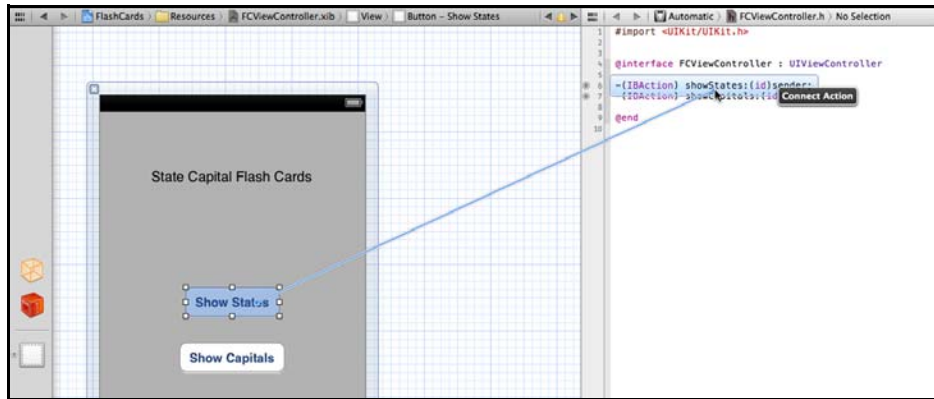 FlashCards Resources FCViewController.xib View Button – Show States
Automatic FCViewController.h No Selection
1 #import <UIKit/UIKit.h>
2
3
4 @interface FCViewController : UIViewController
5
6 -(IBAction) showStates:(id)sender;
7 -(IBAction) showCapitals:(id
Connect Action
8
9 @end
10
State Capital Flash Cards
Show States
Show Capitals